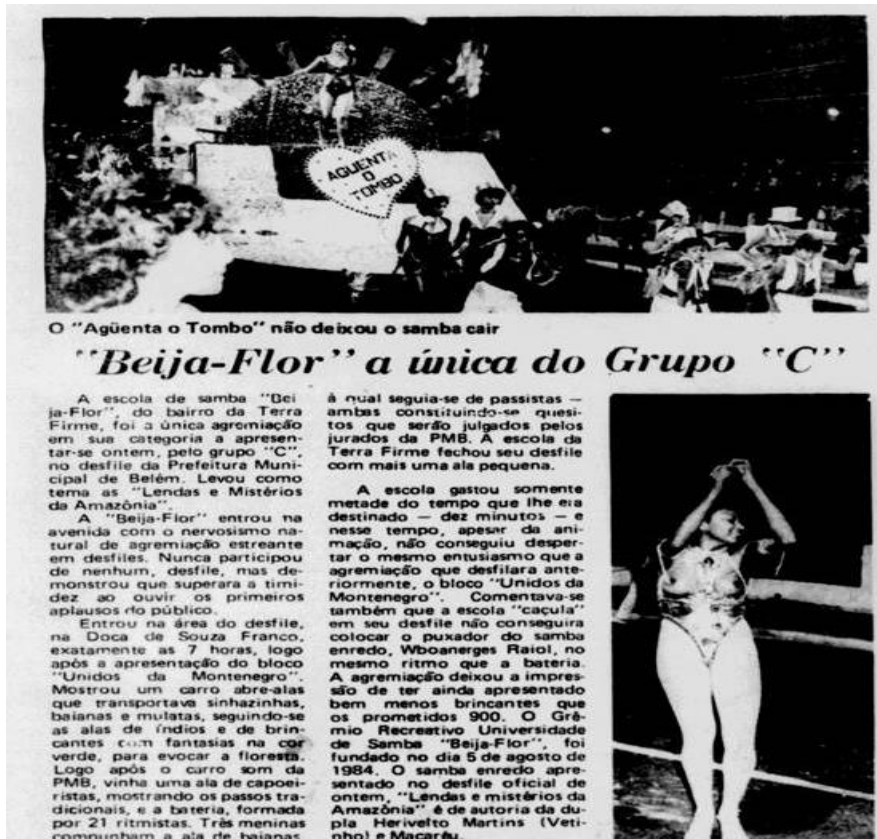 AGUENTA
O
TOMBO
O "Agüenta o Tombo" não deixou o samba cair
"Beija-Flor" a única do Grupo "C"
A escola de samba "Bei
ja-Flor", do bairro da Terra
Firme, foi a única agremiação
em sua categoria a apresen-
tar-se ontem, pelo grupo "C",
no desfile da Prefeitura Muni-
cipal de Belém. Levou como
tema as "Lendas e Mistérios
da Amazônia".
A "Beija-Flor" entrou na
avenida com o nervosismo na-
tural de agremiação estreante
em desfiles. Nunca participou
de nenhum, desfile, mas de-
monstrou que superara a timi-
dez ao ouvir os primeiros
aplausos do público.
Entrou na área do desfile,
na Doca de Souza Franco,
exatamente as 7 horas, logo
após a apresentação do bloco
"Unidos da Montenegro".
Mostrou um carro abre-alas
que transportava sinhazinhas,
baianas e mulatas, seguindo-se
as alas de índios e de brin-
cantes com fantasias na cor
verde, para evocar a floresta.
Logo após o carro som da
PMB, vinha uma ala de capoei-
ristas, mostrando os passos tra-
dicionais, e a bateria, formada
por 21 ritmistas. Três meninas
compunham a ala de baianas,
à qual seguia-se de passistas —
ambas constituindo-se quesi-
tos que serão julgados pelos
jurados da PMB. A escola da
Terra Firme fechou seu desfile
com mais uma ala pequena.
A escola gastou somente
metade do tempo que lhe era
destinado — dez minutos — e
nesse tempo, apesar da ani-
mação, não conseguiu desper-
tar o mesmo entusiasmo que a
agremiação que desfilara ante-
riormente, o bloco "Unidos da
Montenegro". Comentava-se
também que a escola "caçula"
em seu desfile não conseguira
colocar o puxador do samba
enredo, Wboanerges Raiol, no
mesmo ritmo que a bateria.
A agremiação deixou a impres-
são de ter ainda apresentado
bem menos brincantes que
os prometidos 900. O Grê-
mio Recreativo Universidade
de Samba "Beija-Flor", foi
fundado no dia 5 de agosto de
1984. O samba enredo apre-
sentado no desfile oficial de
ontem, "Lendas e mistérios da
Amazônia" é de autoria da du-
pla Herivelto Martins (Veti-
nho) e Macaréu.